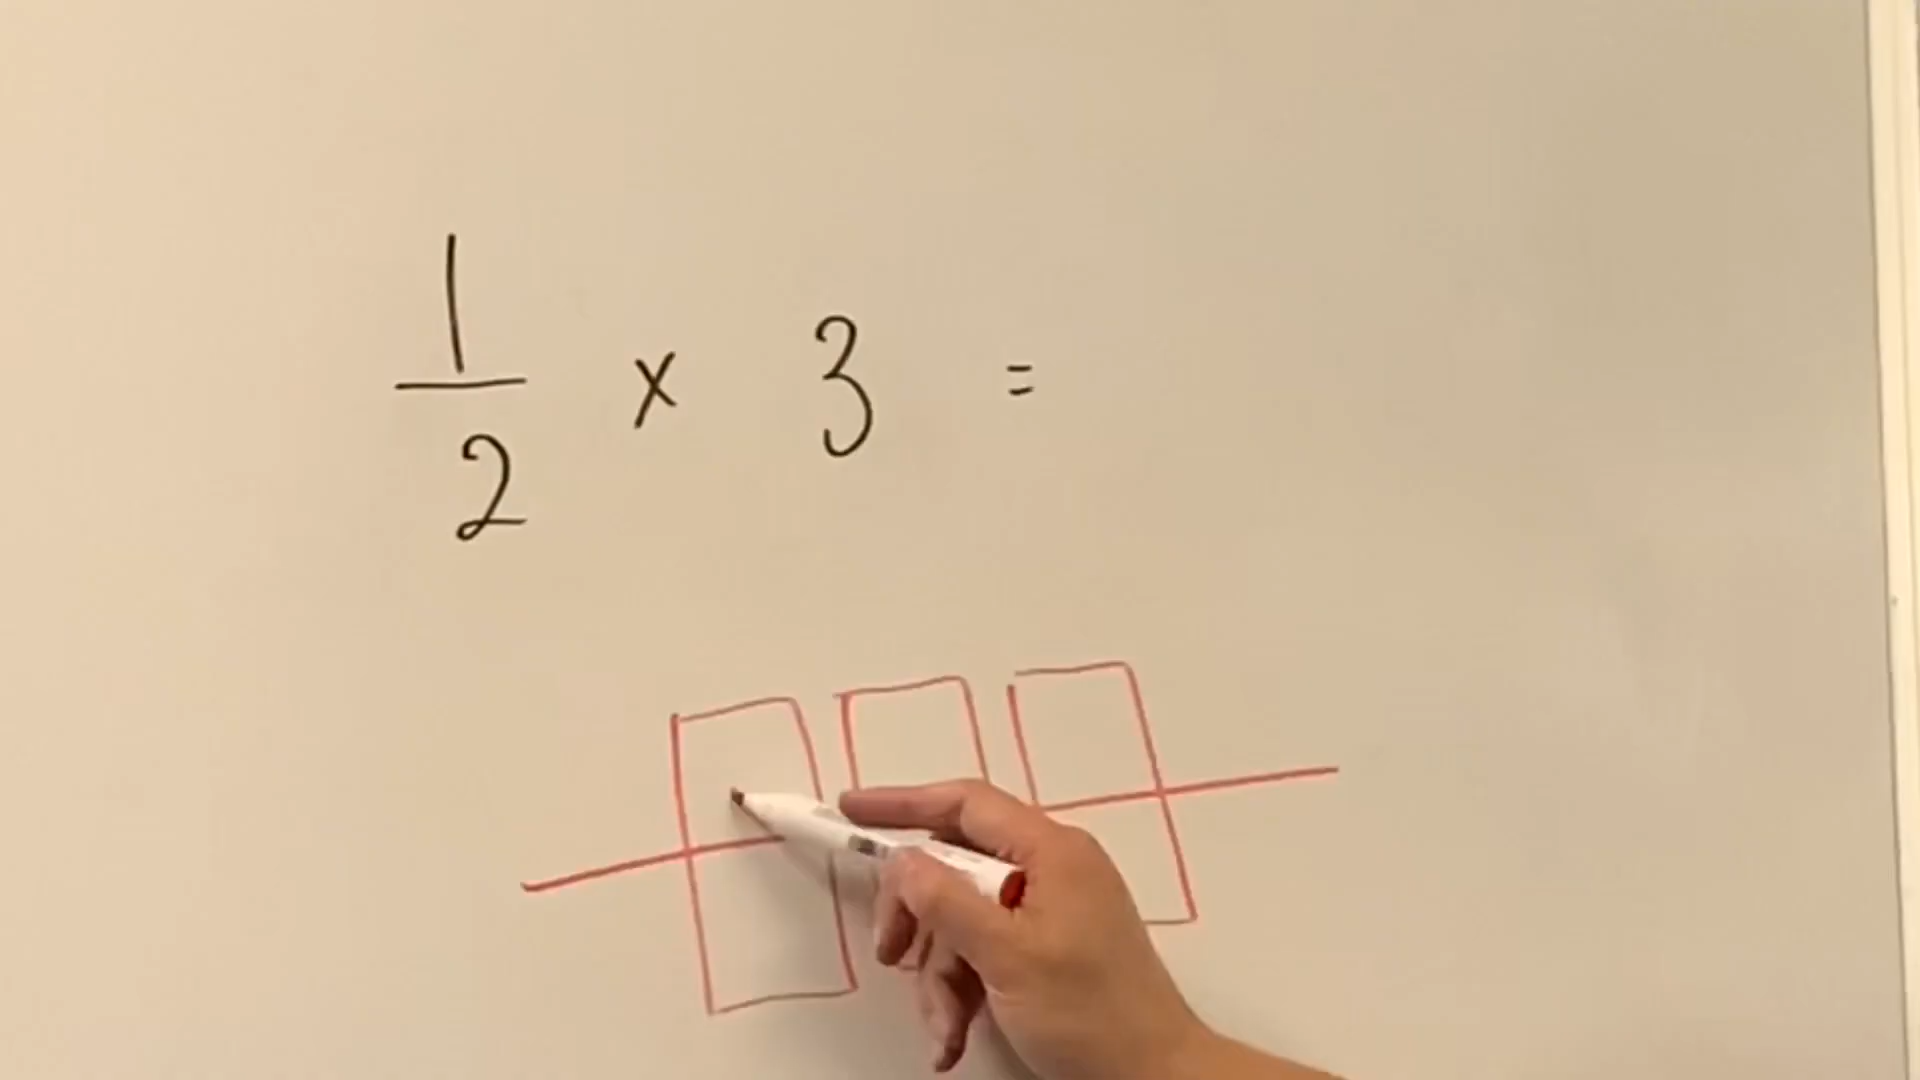 1/2 x 3 =